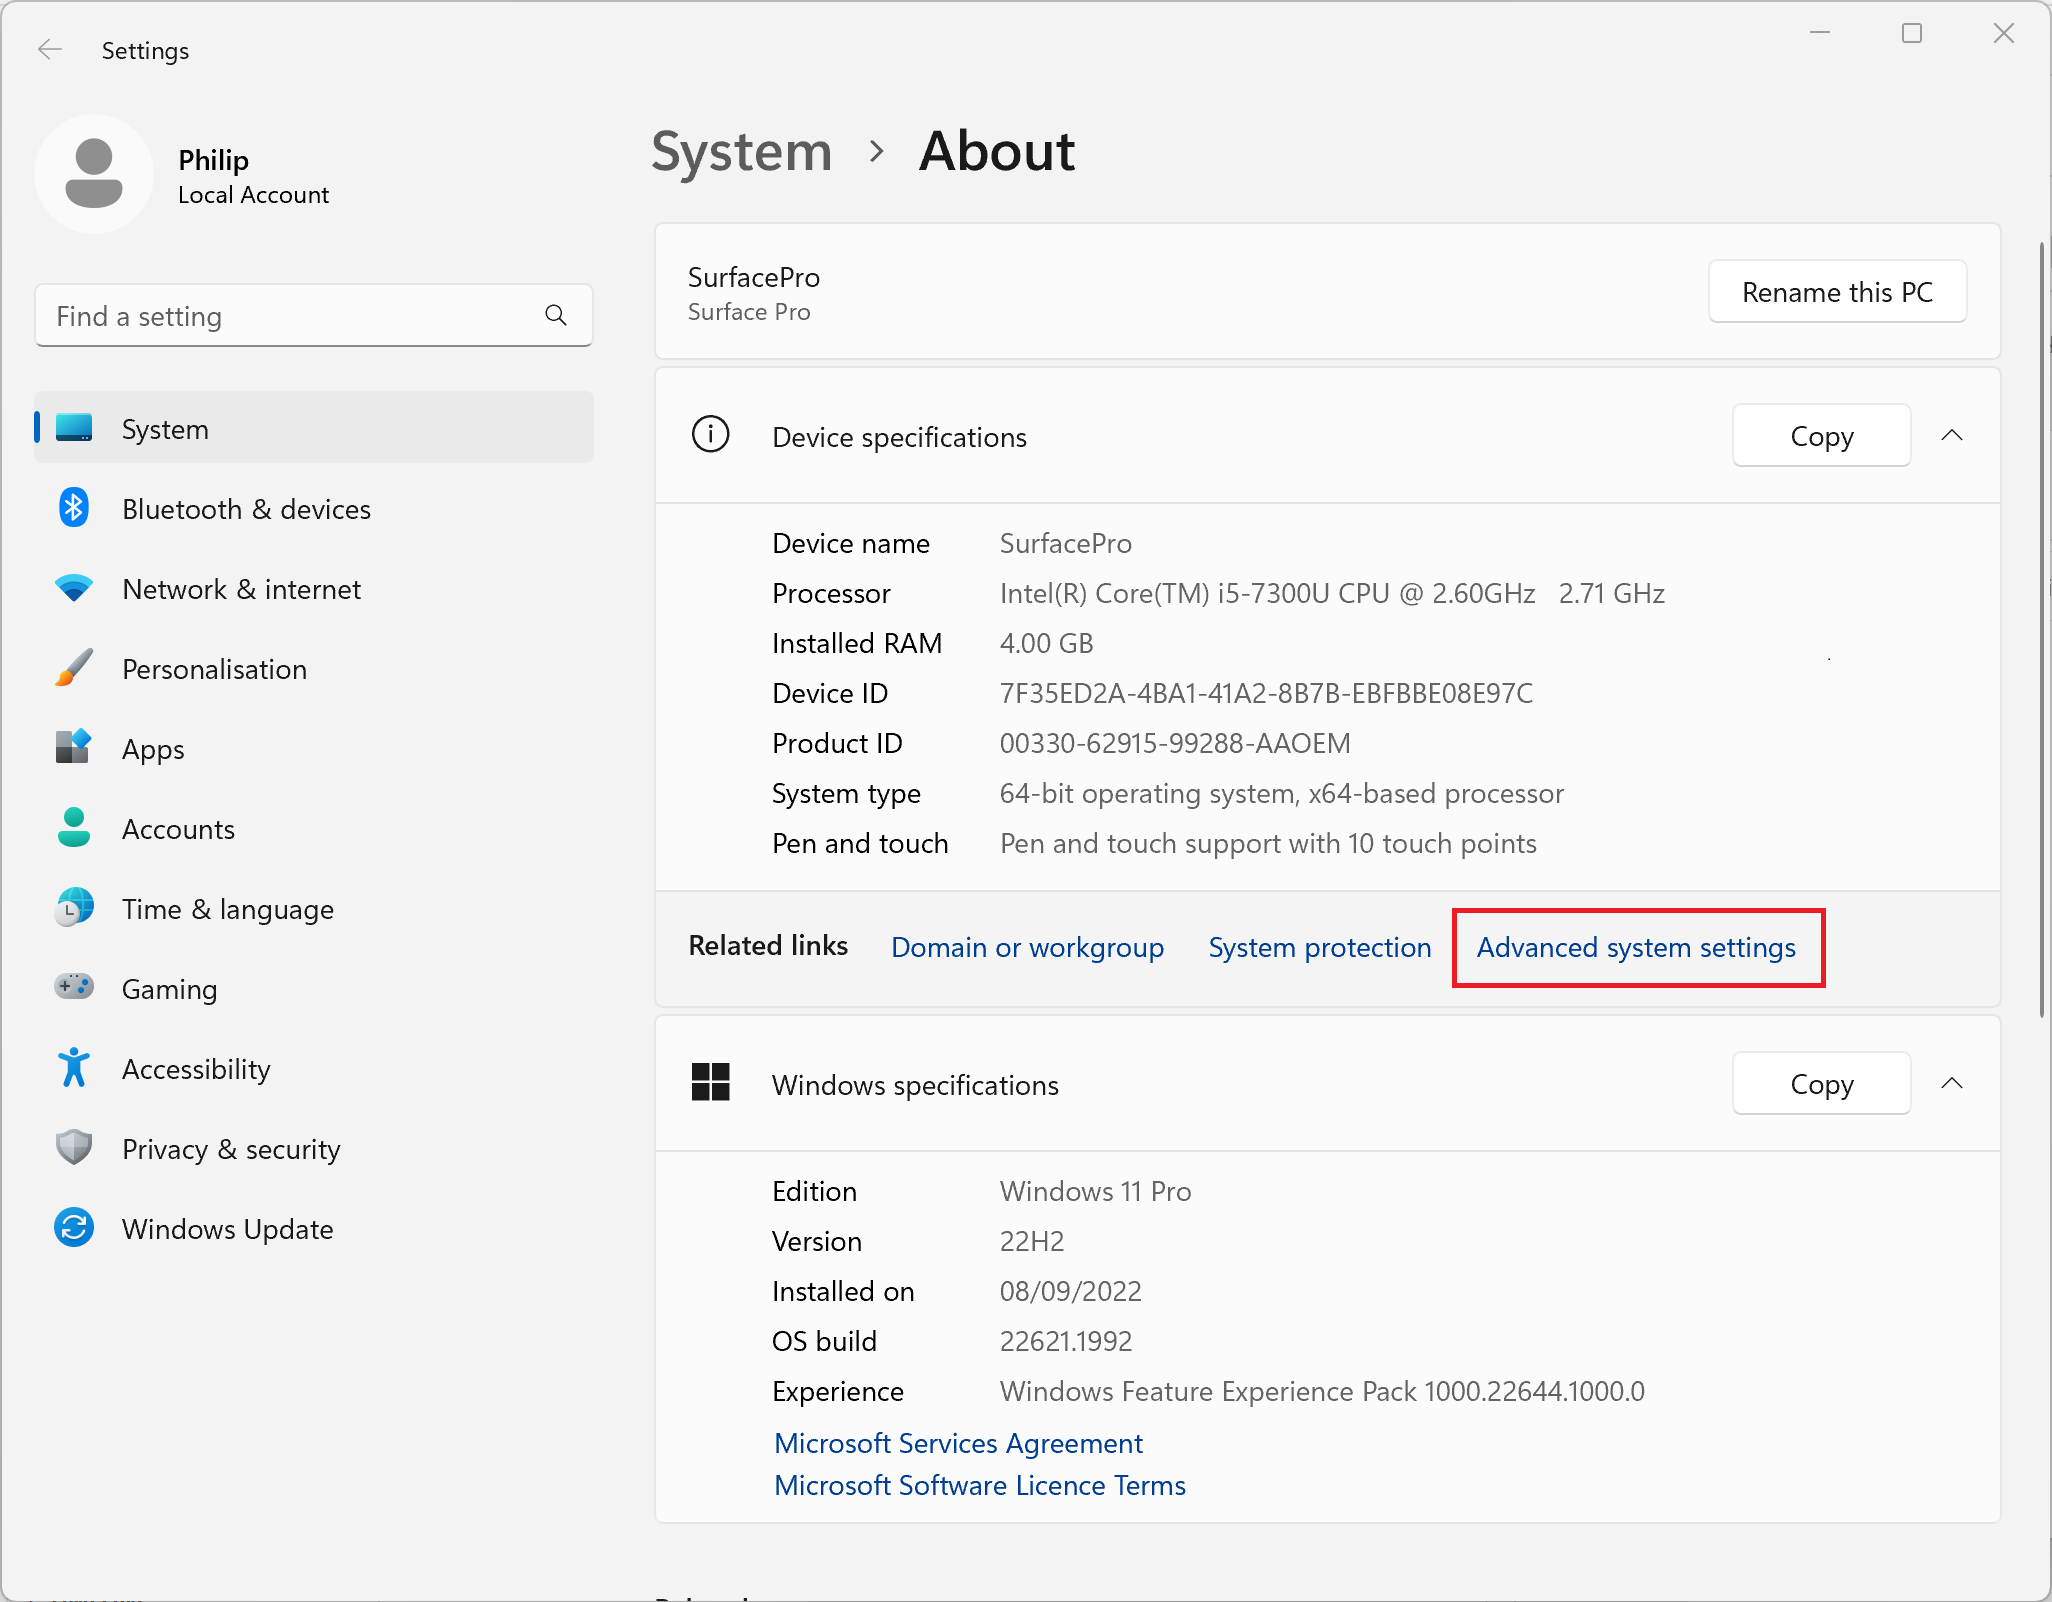 Settings
Philip
Local Account
Find a setting
System
Bluetooth & devices
Network & internet
Personalisation
Apps
Accounts
Time & language
Gaming
Accessibility
Privacy & security
Windows Update
System > About
SurfacePro
Surface Pro
Rename this PC
Device specifications
Copy
Device name SurfacePro
Processor Intel(R) Core(TM) i5-7300U CPU @ 2.60GHz 2.71 GHz
Installed RAM 4.00 GB
Device ID 7F35ED2A-4BA1-41A2-8B7B-EBFBBE08E97C
Product ID 00330-62915-99288-AAOEM
System type 64-bit operating system, x64-based processor
Pen and touch Pen and touch support with 10 touch points
Related links Domain or workgroup System protection Advanced system settings
Windows specifications
Copy
Edition Windows 11 Pro
Version 22H2
Installed on 08/09/2022
OS build 22621.1992
Experience Windows Feature Experience Pack 1000.22644.1000.0
Microsoft Services Agreement
Microsoft Software Licence Terms